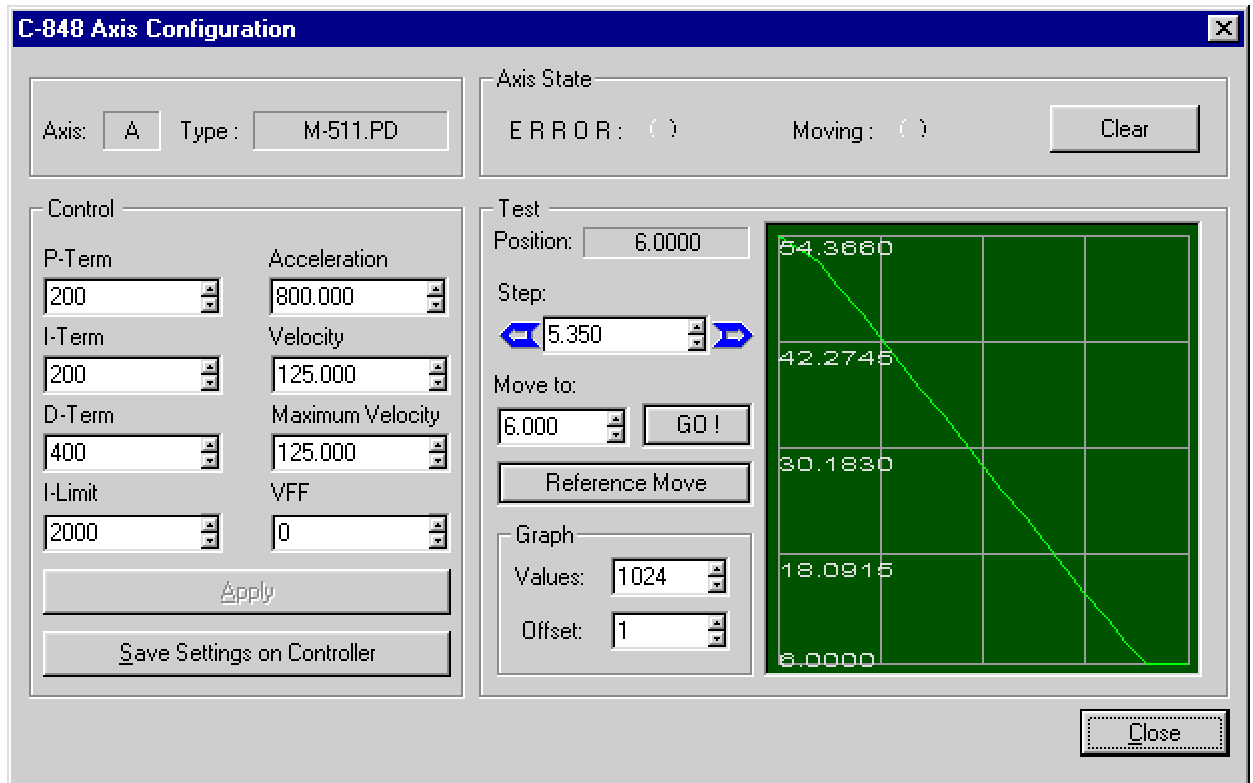 C-848 Axis Configuration
Axis: A Type : M-511.PD
Axis State
E R R O R : Moving : Clear
Control
P-Term Acceleration
200 800.000
I-Term Velocity
200 125.000
D-Term Maximum Velocity
400 125.000
I-Limit VFF
2000 0
Apply
Save Settings on Controller
Test
Position: 6.0000
Step:
5.350
Move to:
6.000 GO !
Reference Move
Graph
Values: 1024
Offset: 1
54.3660
42.2745
30.1830
18.0915
6.0000
Close